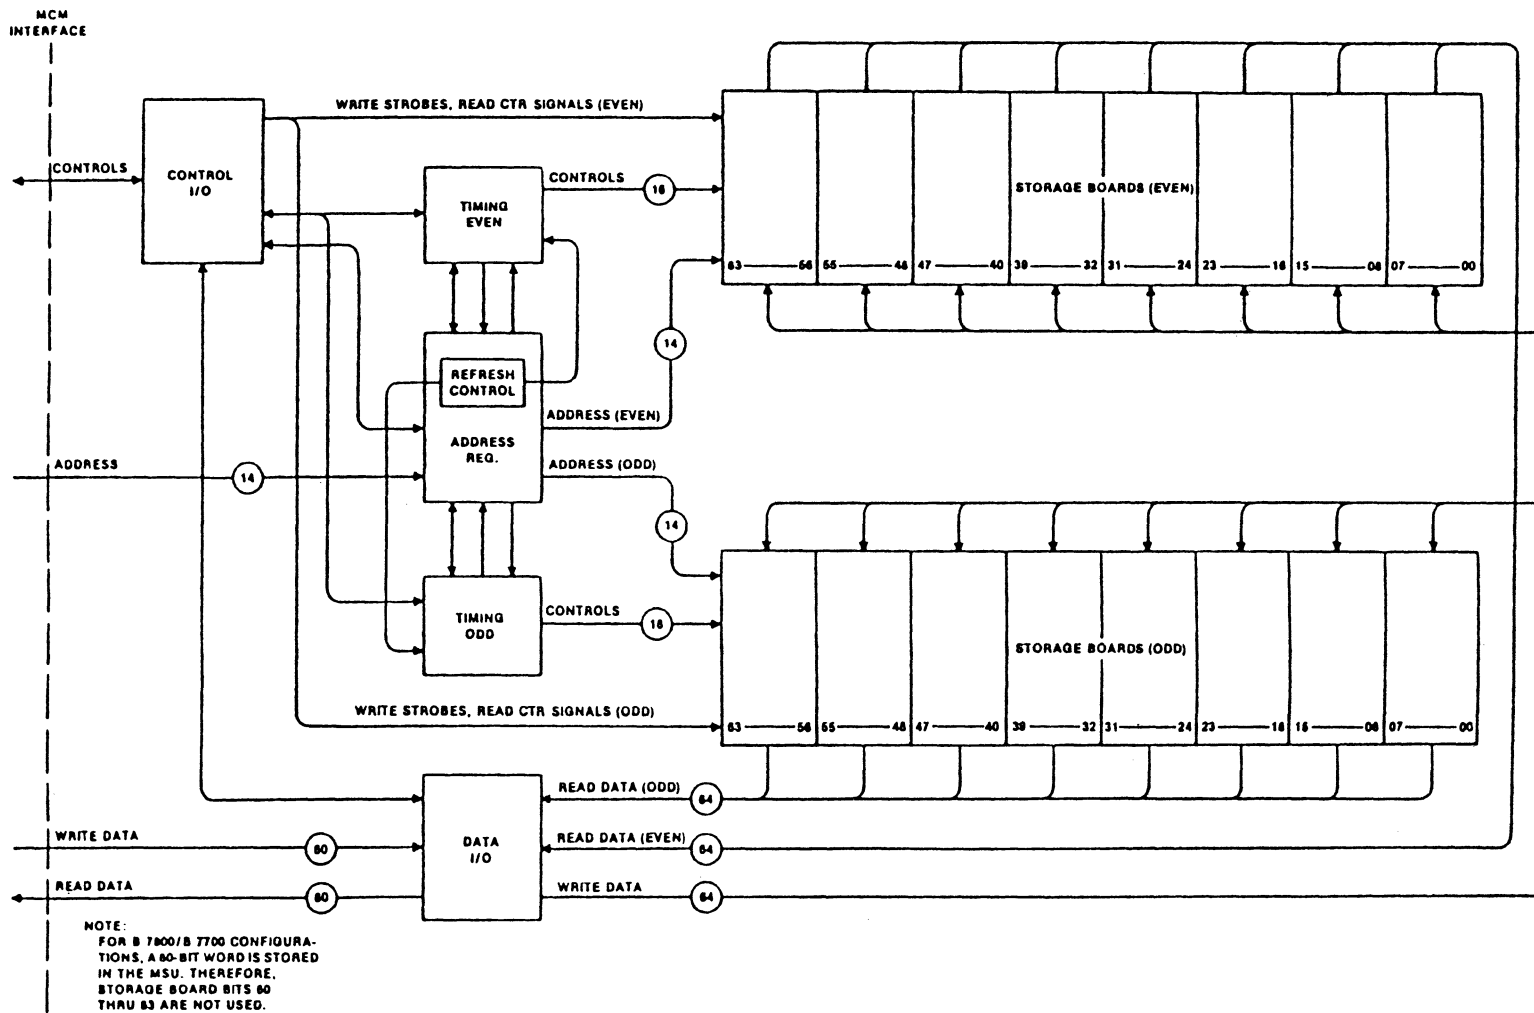 MCM
INTERFACE
WRITE STROBES, READ CTR SIGNALS (EVEN)
CONTROLS
CONTROL
I/O
TIMING
EVEN
CONTROLS
16
STORAGE BOARDS (EVEN)
63 56 55 48 47 40 39 32 31 24 23 16 15 08 07 00
14
REFRESH
CONTROL
ADDRESS (EVEN)
ADDRESS
REG.
ADDRESS
14
ADDRESS (ODD)
14
TIMING
ODD
CONTROLS
16
STORAGE BOARDS (ODD)
WRITE STROBES, READ CTR SIGNALS (ODD)
63 56 55 48 47 40 39 32 31 24 23 16 15 08 07 00
READ DATA (ODD)
64
WRITE DATA
60
DATA
I/O
READ DATA (EVEN)
64
READ DATA
60
WRITE DATA
64
NOTE:
FOR B 7800/B 7700 CONFIGURA-
TIONS, A 60-BIT WORD IS STORED
IN THE MSU. THEREFORE,
STORAGE BOARD BITS 60
THRU 63 ARE NOT USED.